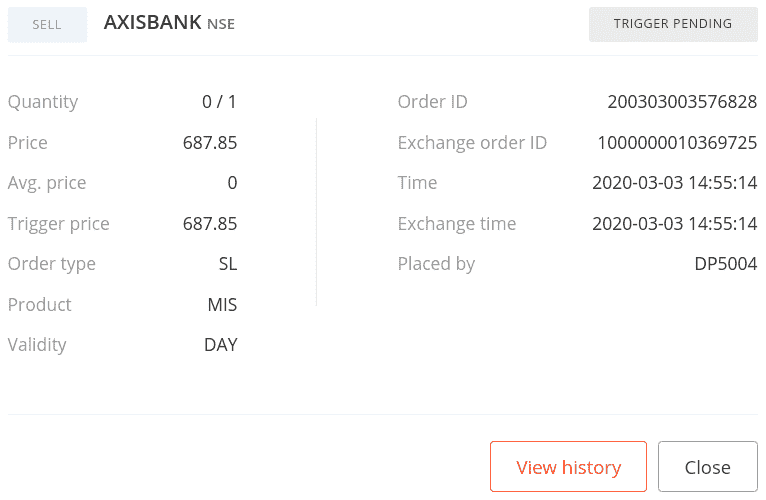 SELL AXISBANK NSE TRIGGER PENDING
Quantity 0 / 1
Price 687.85
Avg. price 0
Trigger price 687.85
Order type SL
Product MIS
Validity DAY
Order ID 200303003576828
Exchange order ID 1000000010369725
Time 2020-03-03 14:55:14
Exchange time 2020-03-03 14:55:14
Placed by DP5004
View history Close